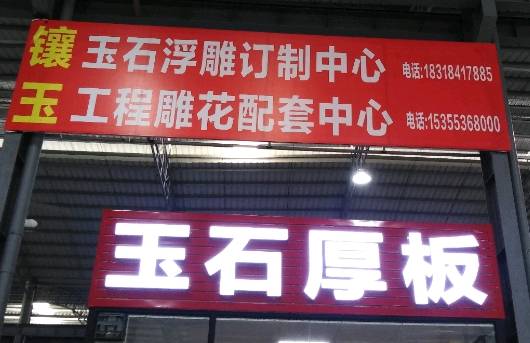 镶 玉石浮雕订制中心 电话:18318417885
玉 工程雕花配套中心 电话:15355368000
玉石厚板